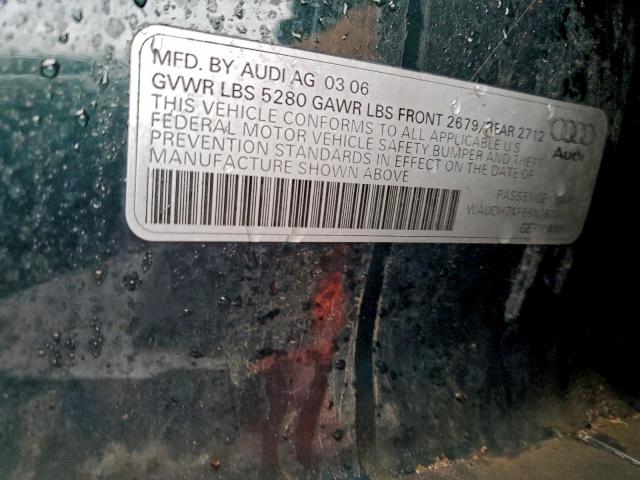 MFD. BY AUDI AG 03 06
GVWR LBS 5280 GAWR LBS FRONT 2679/REAR 2712
THIS VEHICLE CONFORMS TO ALL APPLICABLE U.S
FEDERAL MOTOR VEHICLE SAFETY, BUMPER AND THEFT
PREVENTION STANDARDS IN EFFECT ON THE DATE OF
MANUFACTURE SHOWN ABOVE
Audi
PASSENGER
GERMANY